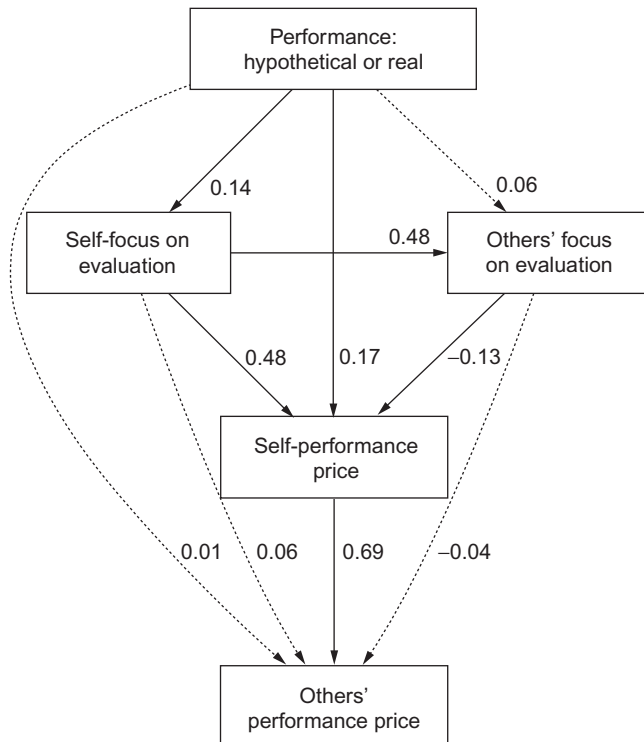 Performance:
hypothetical or real
0.14
0.06
Self-focus on
evaluation
0.48
Others’ focus
on evaluation
0.48
0.17
–0.13
Self-performance
price
0.01
0.06
0.69
–0.04
Others’
performance price